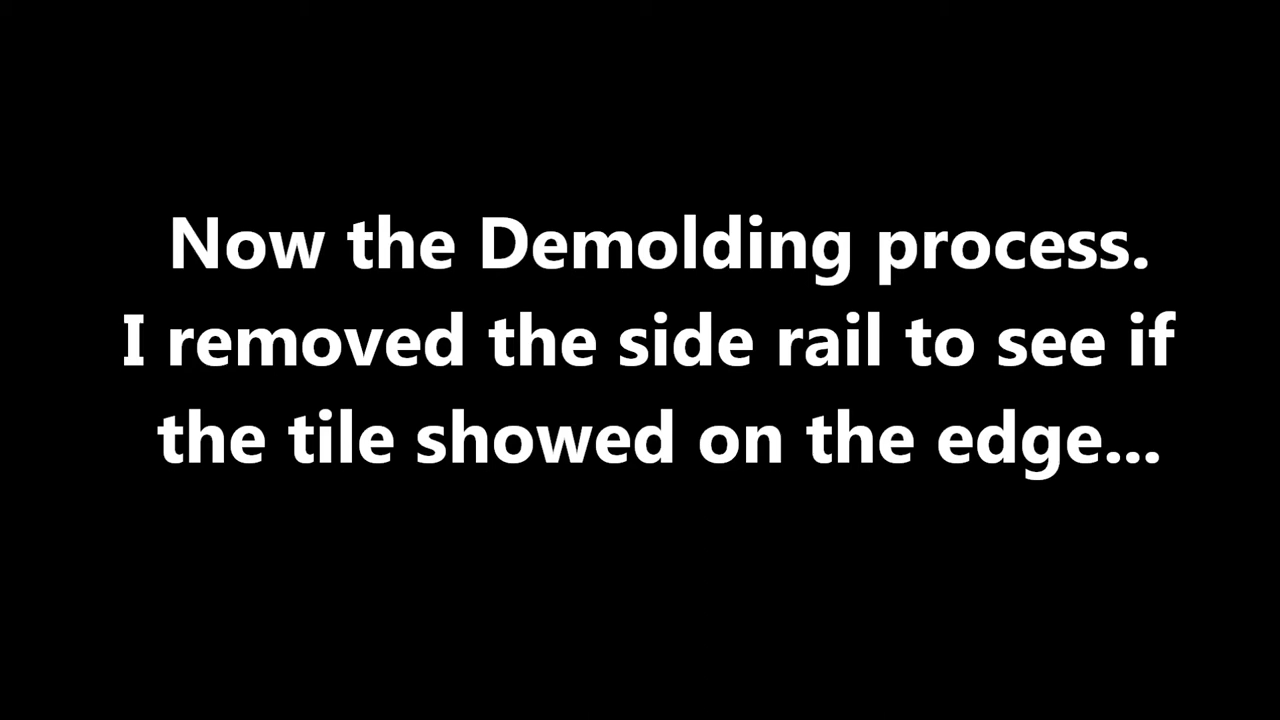 Now the Demolding process.
I removed the side rail to see if
the tile showed on the edge...